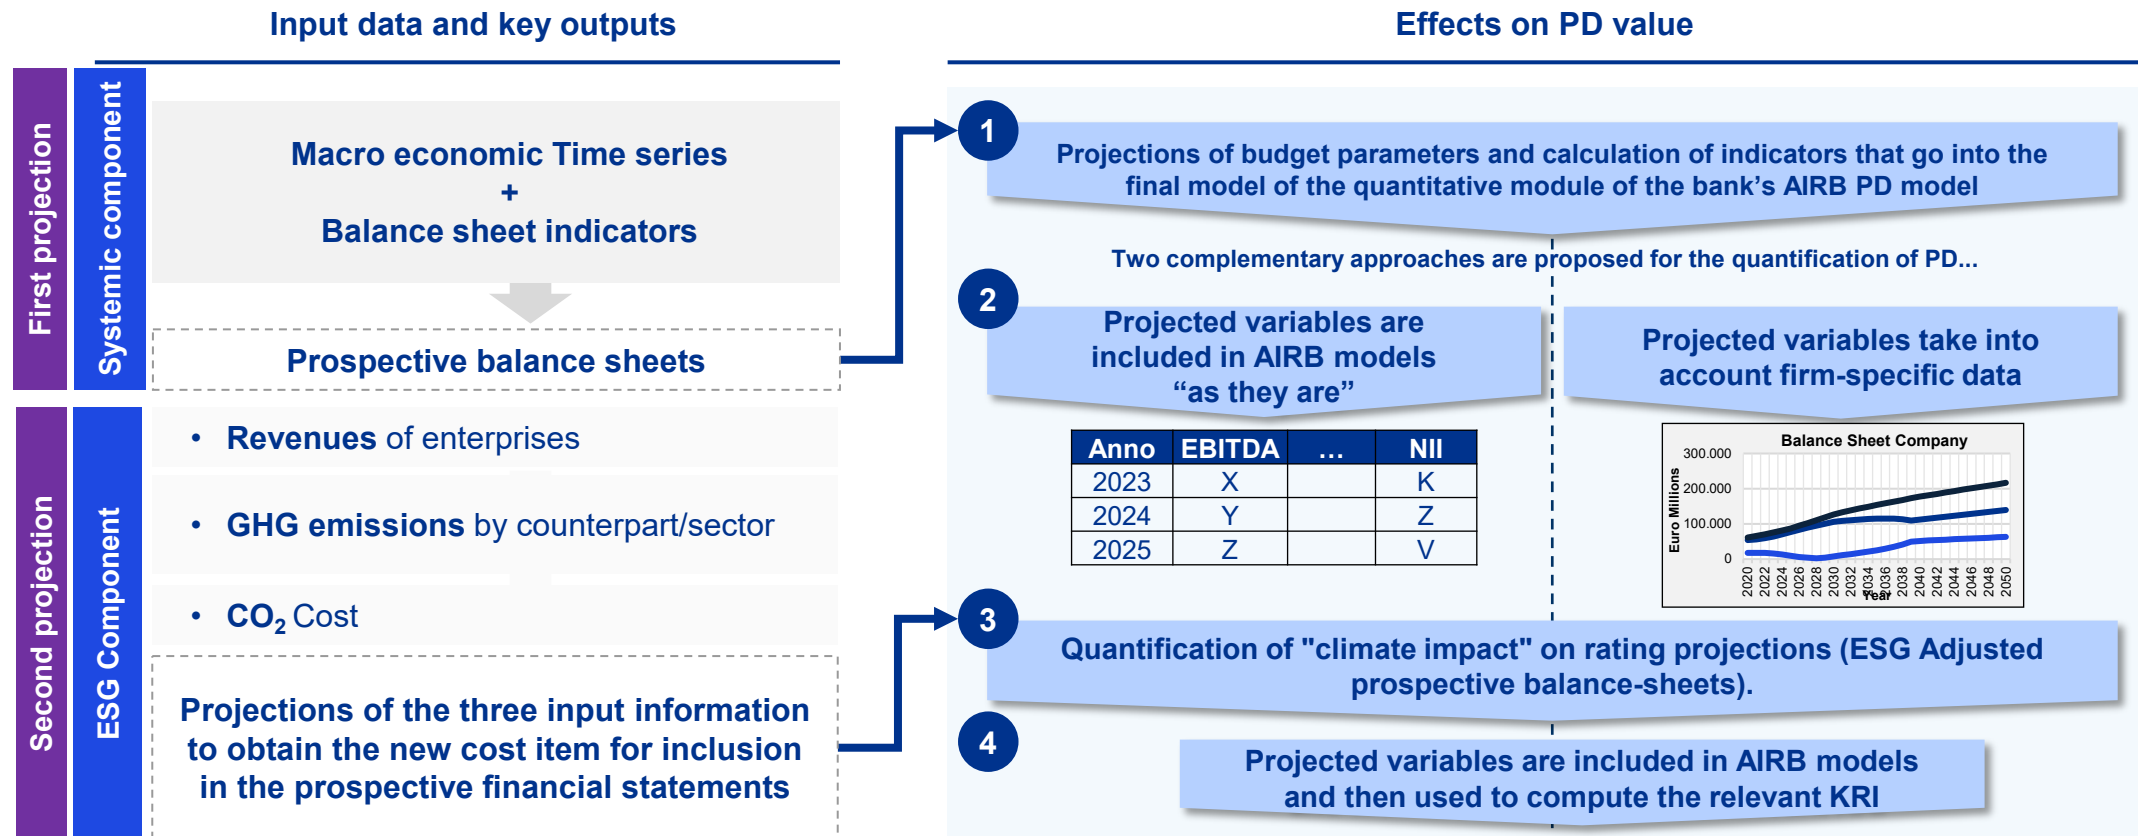 Input data and key outputs
Effects on PD value
First projection
Systemic component
Macro economic Time series
+
Balance sheet indicators
Prospective balance sheets
Second projection
ESG Component
• Revenues of enterprises
• GHG emissions by counterpart/sector
• CO2 Cost
Projections of the three input information
to obtain the new cost item for inclusion
in the prospective financial statements
1
Projections of budget parameters and calculation of indicators that go into the
final model of the quantitative module of the bank’s AIRB PD model
Two complementary approaches are proposed for the quantification of PD...
2
Projected variables are
included in AIRB models
“as they are”
Anno EBITDA … NII
2023 X K
2024 Y Z
2025 Z V
Projected variables take into
account firm-specific data
Balance Sheet Company
Euro Millions
300.000
200.000
100.000
0
2020 2022 2024 2026 2028 2030 2032 2034 2036 2038 2040 2042 2044 2046 2048 2050
Year
3
Quantification of "climate impact" on rating projections (ESG Adjusted
prospective balance-sheets).
4
Projected variables are included in AIRB models
and then used to compute the relevant KRI